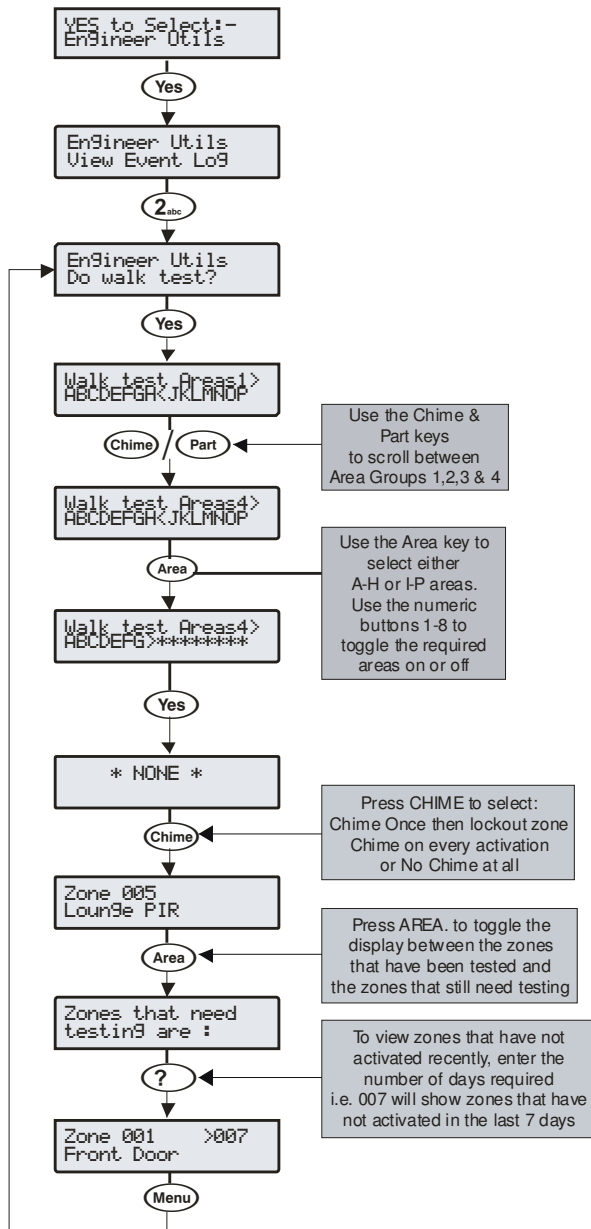 YES to Select:-
Engineer Utils
Yes
Engineer Utils
View Event Log
2abc
Engineer Utils
Do walk test?
Yes
Walk test Areas1>
ABCDEFGH<JKLMNOP
Chime / Part
Use the Chime &
Part keys
to scroll between
Area Groups 1,2,3 & 4
Walk test Areas4>
ABCDEFGH<JKLMNOP
Area
Use the Area key to
select either
A-H or I-P areas.
Use the numeric
buttons 1-8 to
toggle the required
areas on or off
Walk test Areas4>
ABCDEFG>********
Yes
* NONE *
Chime
Press CHIME to select:
Chime Once then lockout zone
Chime on every activation
or No Chime at all
Zone 005
Lounge PIR
Area
Press AREA. to toggle the
display between the zones
that have been tested and
the zones that still need testing
Zones that need
testing are :
?
To view zones that have not
activated recently, enter the
number of days required
i.e. 007 will show zones that have
not activated in the last 7 days
Zone 001 >007
Front Door
Menu